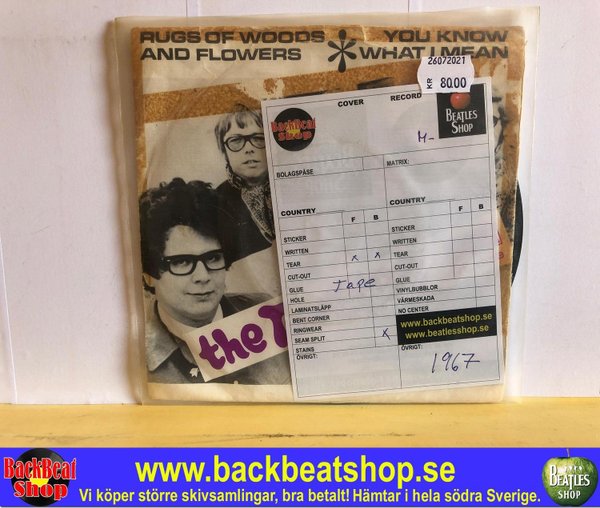 RUGS OF WOODS
AND FLOWERS
YOU KNOW
WHAT I MEAN
26072021
KR 80.00
COVER
RECORD
BackBeat
Shop
BEATLES
SHOP
M-
BOLAGSPÅSE
MATRIX:
COUNTRY
F B
STICKER
WRITTEN
TEAR x x
CUT-OUT
GLUE Tape
HOLE
LAMINATSLÄPP
BENT CORNER
RINGWEAR
SEAM SPLIT x
STAINS
ÖVRIGT:
COUNTRY
F B
STICKER
WRITTEN
TEAR
CUT-OUT
GLUE
VINYLBUBBLOR
VÄRMESKADA
NO CENTER
www.backbeatshop.se
www.beatlesshop.se
ÖVRIGT:
1967
the
BackBeat
Shop
www.backbeatshop.se
Vi köper större skivsamlingar, bra betalt! Hämtar i hela södra Sverige.
BEATLES
SHOP